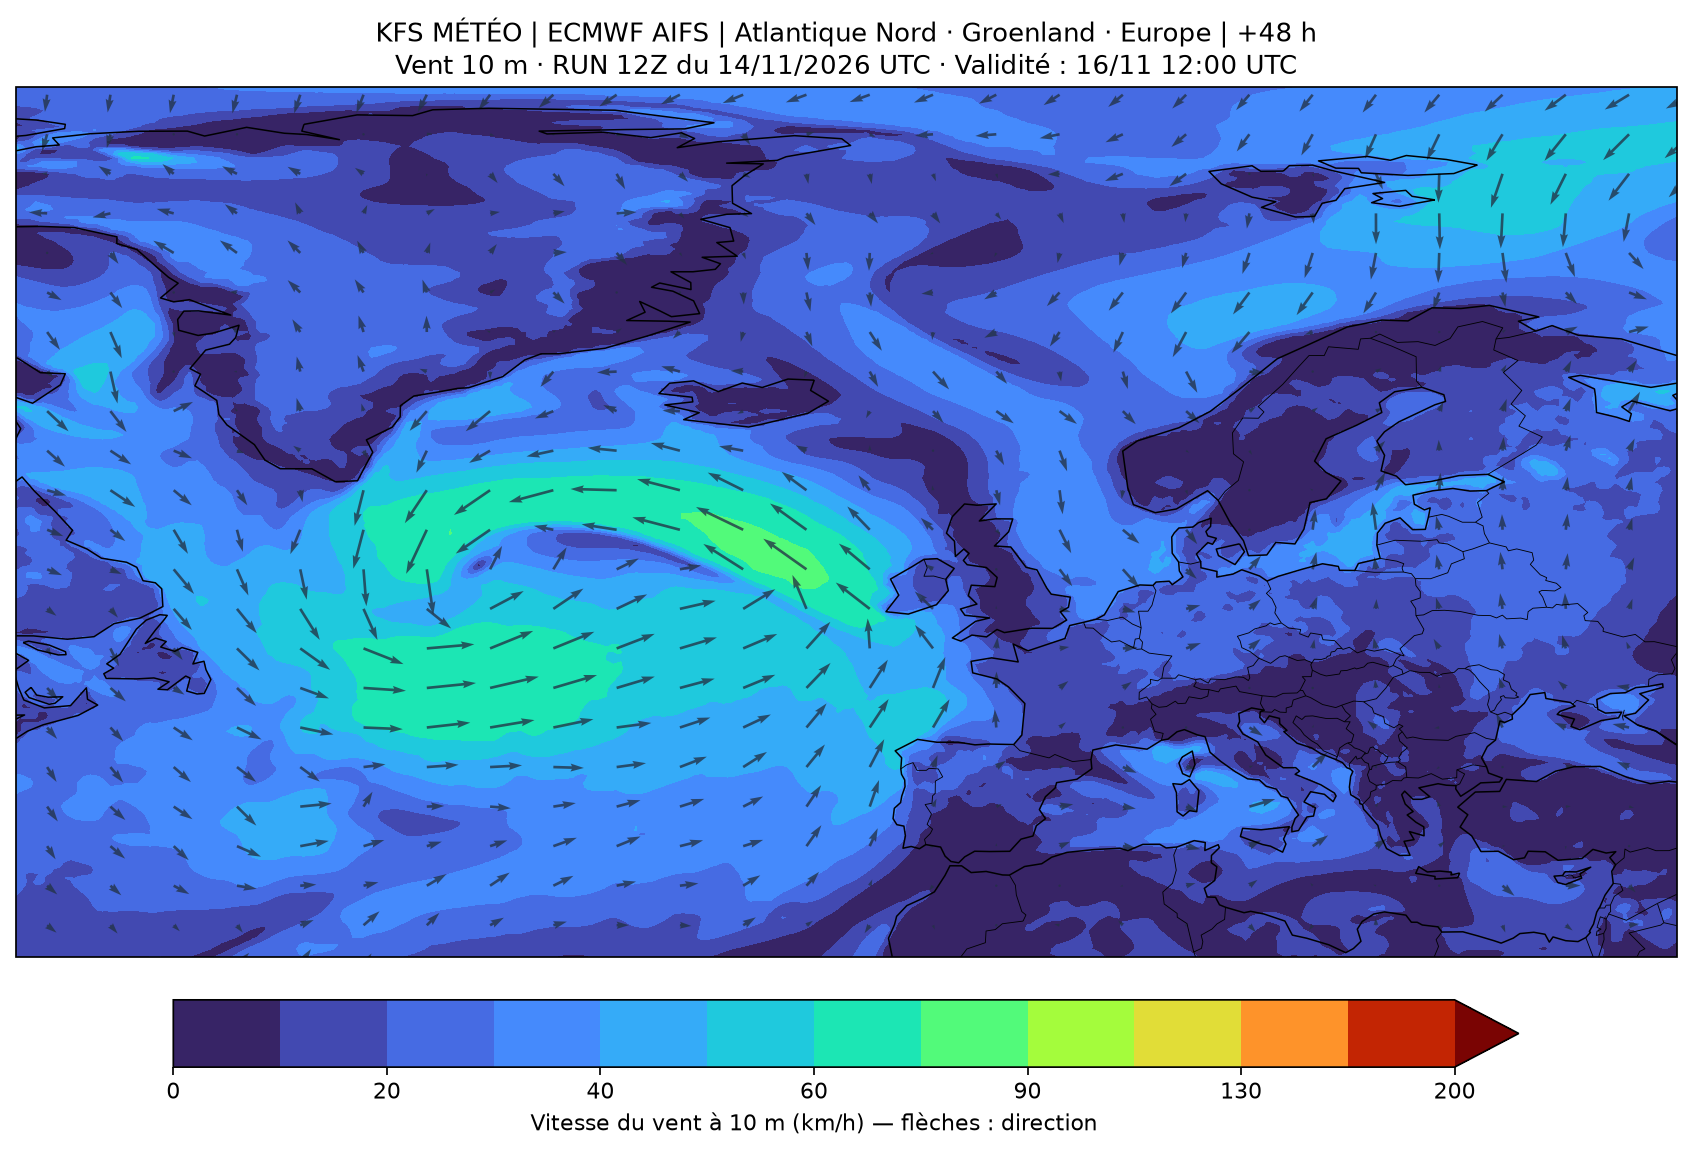 KFS MÉTÉO | ECMWF AIFS | Atlantique Nord · Groenland · Europe | +48 h
Vent 10 m · RUN 12Z du 14/11/2026 UTC · Validité : 16/11 12:00 UTC
0 20 40 60 90 130 200
Vitesse du vent à 10 m (km/h) — flèches : direction